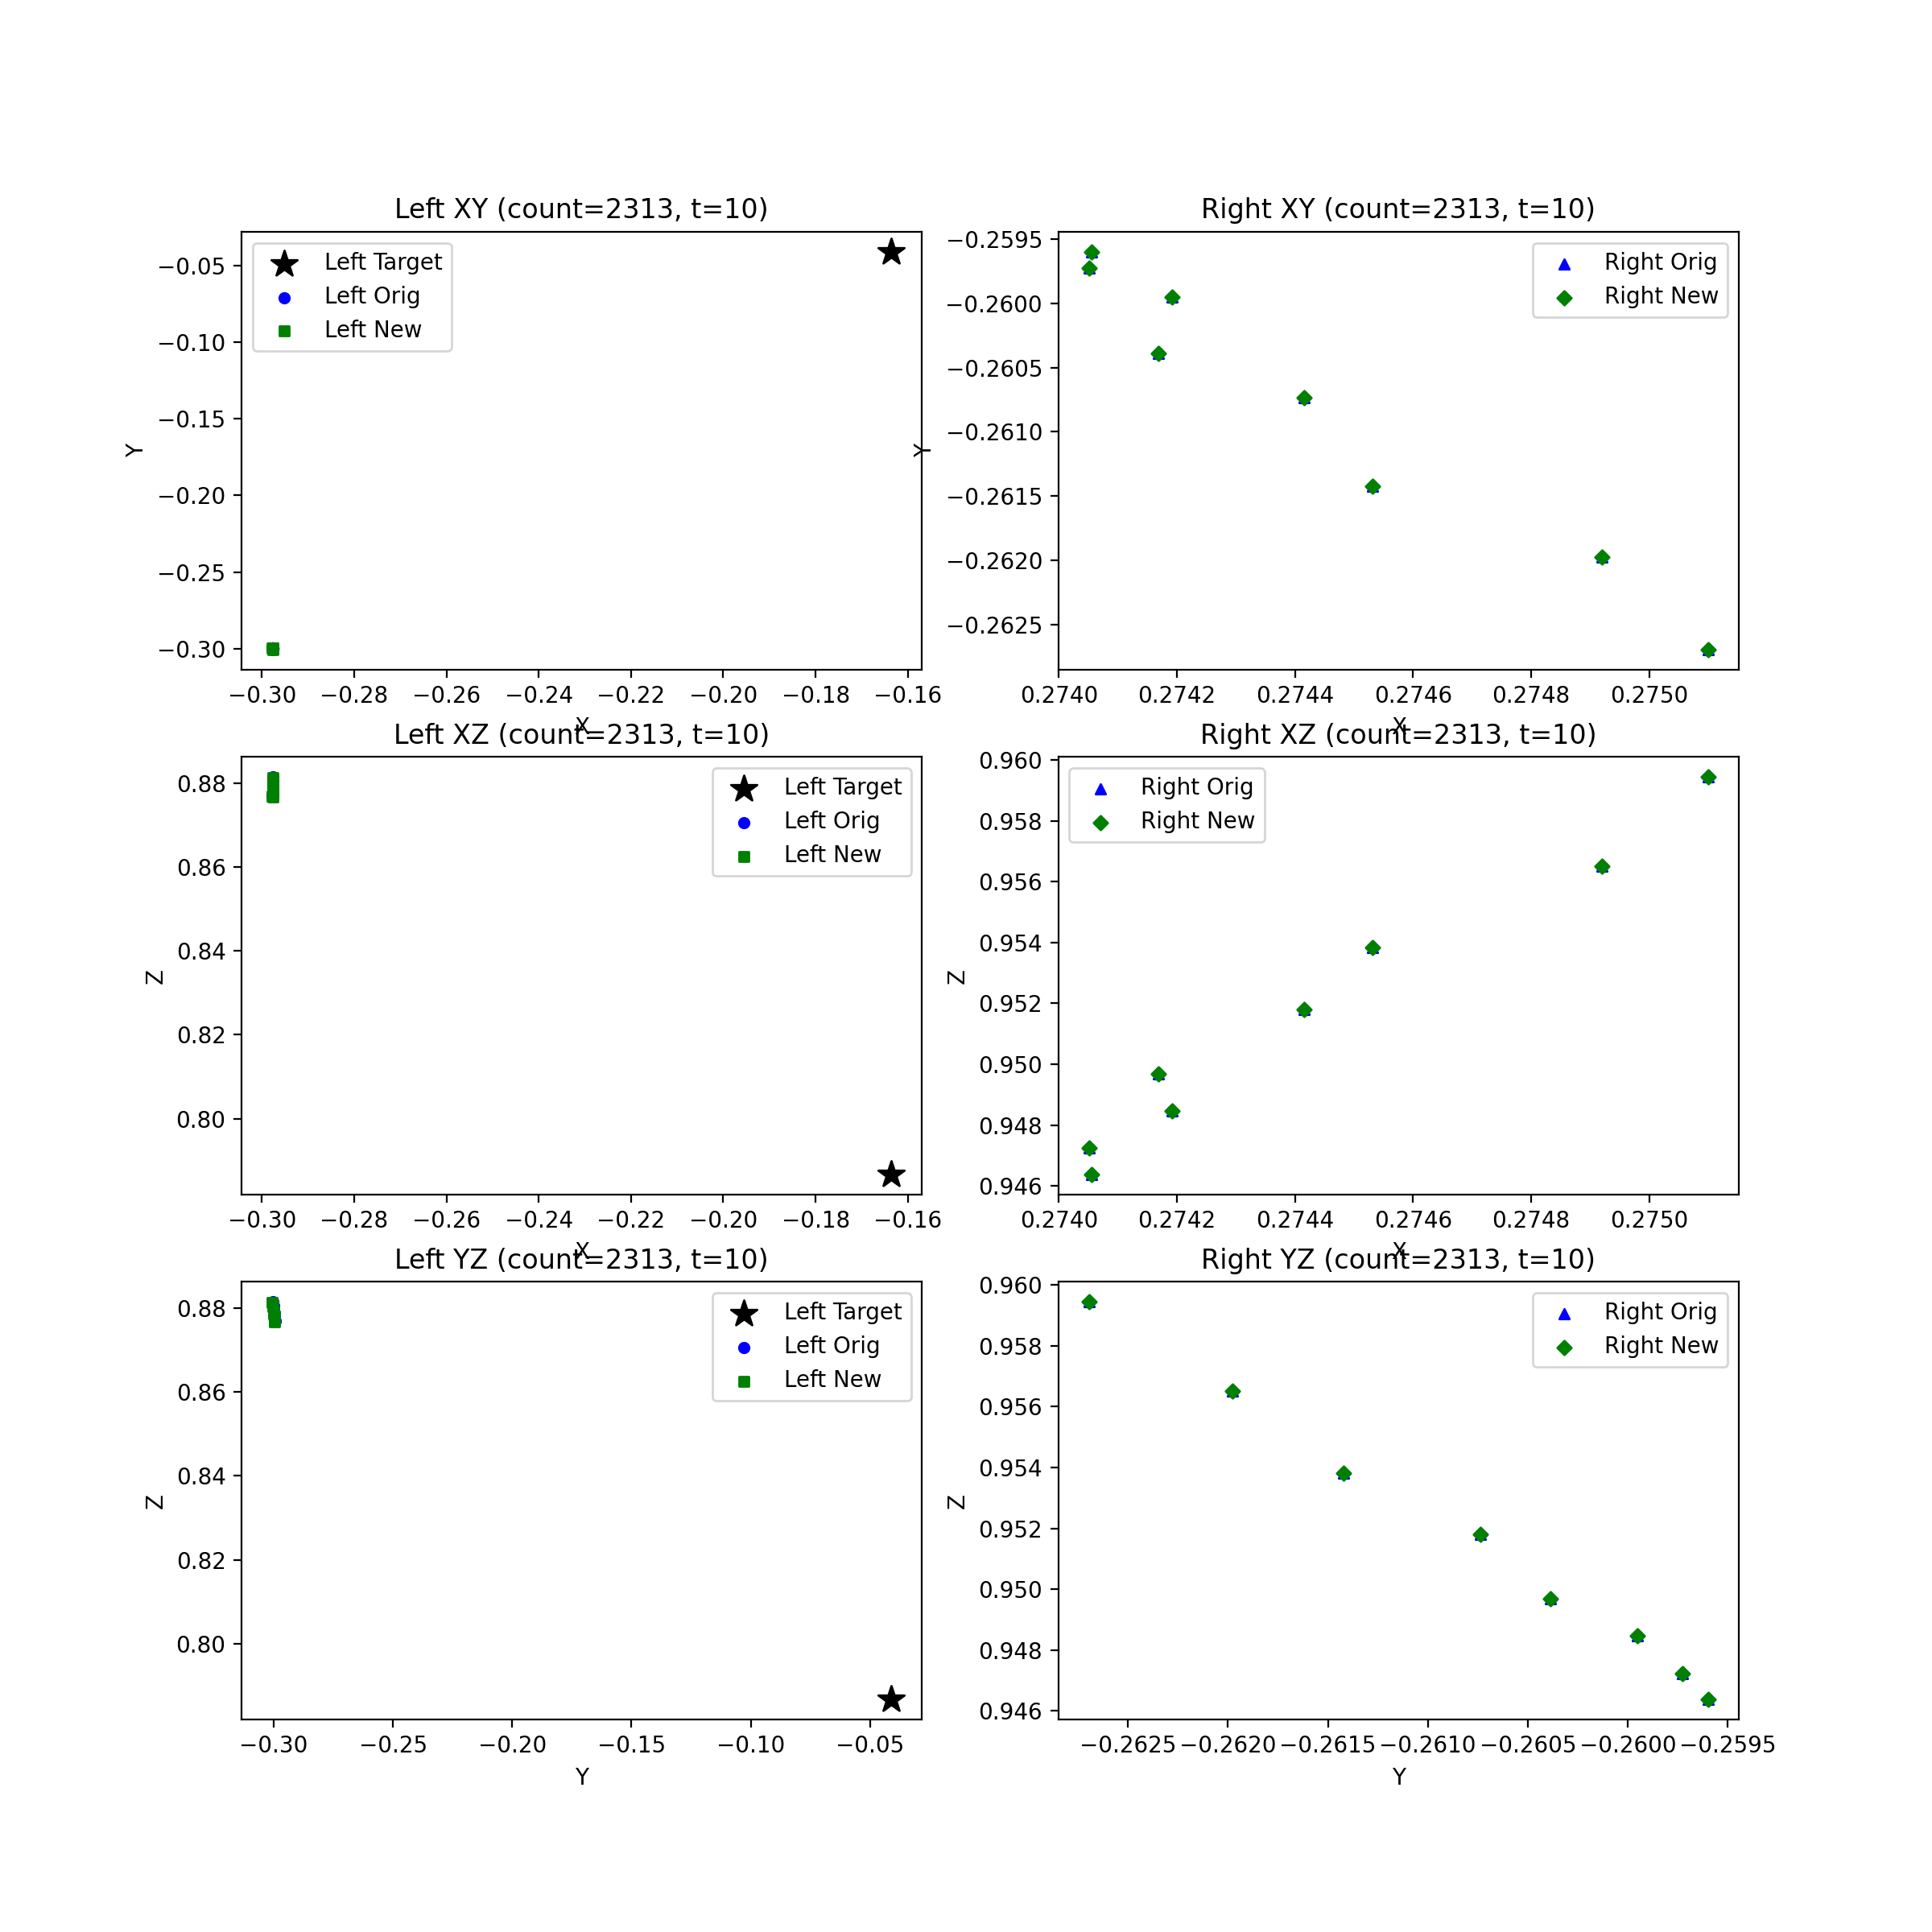 Left XY (count=2313, t=10)
Left Target
Left Orig
Left New
−0.05
−0.10
−0.15
−0.20
−0.25
−0.30
Y
−0.30 −0.28 −0.26 −0.24 −0.22 −0.20 −0.18 −0.16
X
Right XY (count=2313, t=10)
Right Orig
Right New
−0.2595
−0.2600
−0.2605
−0.2610
−0.2615
−0.2620
−0.2625
Y
0.2740 0.2742 0.2744 0.2746 0.2748 0.2750
X
Left XZ (count=2313, t=10)
Left Target
Left Orig
Left New
0.88
0.86
0.84
0.82
0.80
Z
−0.30 −0.28 −0.26 −0.24 −0.22 −0.20 −0.18 −0.16
X
Right XZ (count=2313, t=10)
Right Orig
Right New
0.960
0.958
0.956
0.954
0.952
0.950
0.948
0.946
Z
0.2740 0.2742 0.2744 0.2746 0.2748 0.2750
X
Left YZ (count=2313, t=10)
Left Target
Left Orig
Left New
0.88
0.86
0.84
0.82
0.80
Z
−0.30 −0.25 −0.20 −0.15 −0.10 −0.05
Y
Right YZ (count=2313, t=10)
Right Orig
Right New
0.960
0.958
0.956
0.954
0.952
0.950
0.948
0.946
Z
−0.2625 −0.2620 −0.2615 −0.2610 −0.2605 −0.2600 −0.2595
Y